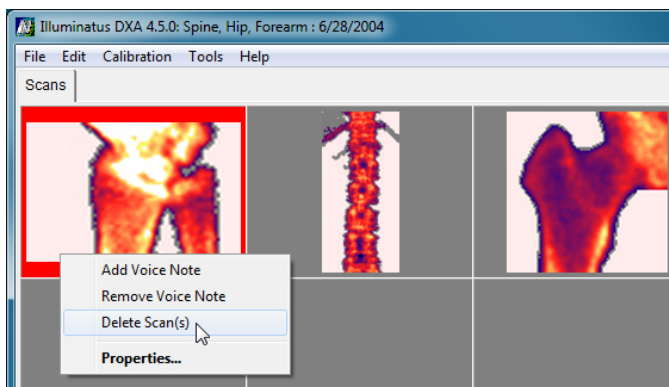 Illuminatus DXA 4.5.0: Spine, Hip, Forearm : 6/28/2004
File Edit Calibration Tools Help
Scans
Add Voice Note
Remove Voice Note
Delete Scan(s)
Properties...